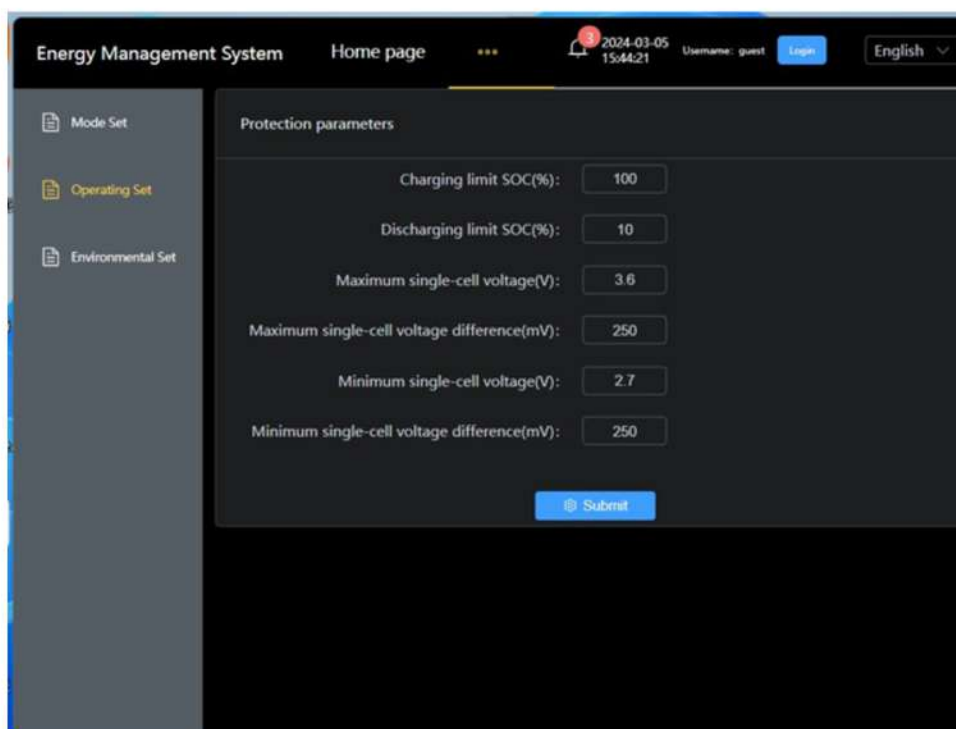 Energy Management System
Home page
•••
3
2024-03-05
15:44:21
Username: guest
Login
English
Mode Set
Operating Set
Environmental Set
Protection parameters
Charging limit SOC(%): 100
Discharging limit SOC(%): 10
Maximum single-cell voltage(V): 3.6
Maximum single-cell voltage difference(mV): 250
Minimum single-cell voltage(V): 2.7
Minimum single-cell voltage difference(mV): 250
Submit